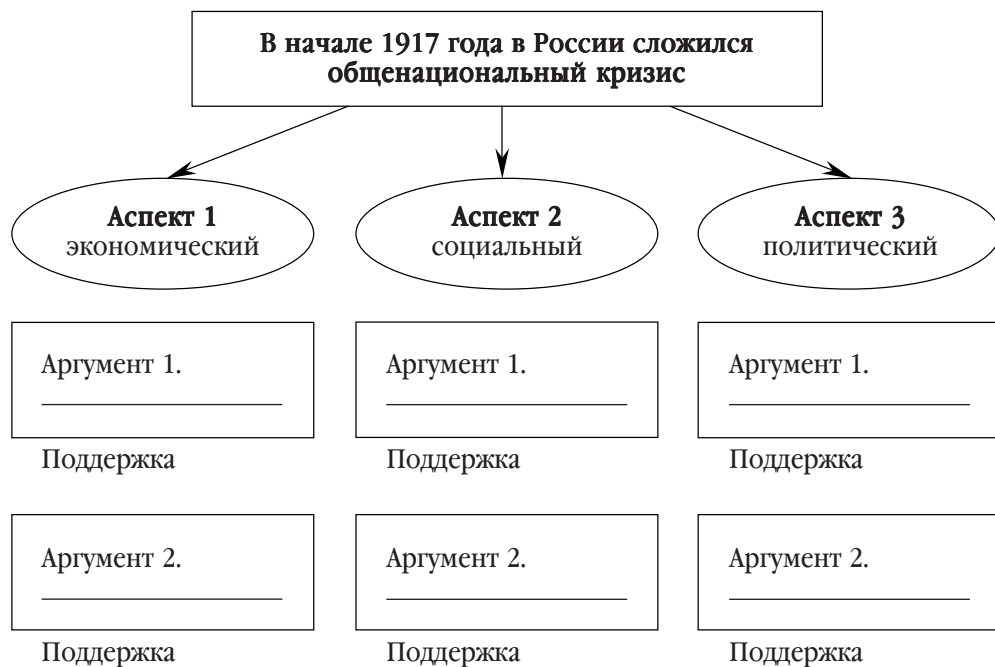 В начале 1917 года в России сложился
общенациональный кризис
Аспект 1
экономический
Аспект 2
социальный
Аспект 3
политический
Аргумент 1.
Аргумент 1.
Аргумент 1.
Поддержка
Поддержка
Поддержка
Аргумент 2.
Аргумент 2.
Аргумент 2.
Поддержка
Поддержка
Поддержка